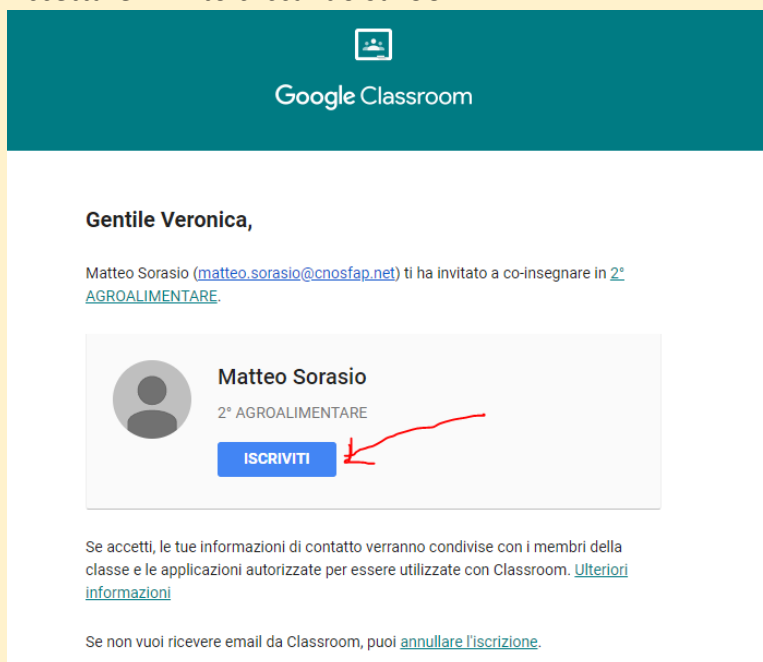 Google Classroom
Gentile Veronica,
Matteo Sorasio (matteo.sorasio@cnosfap.net) ti ha invitato a co-insegnare in 2°
AGROALIMENTARE.
Matteo Sorasio
2° AGROALIMENTARE
ISCRIVITI
Se accetti, le tue informazioni di contatto verranno condivise con i membri della
classe e le applicazioni autorizzate per essere utilizzate con Classroom. Ulteriori
informazioni
Se non vuoi ricevere email da Classroom, puoi annullare l'iscrizione.